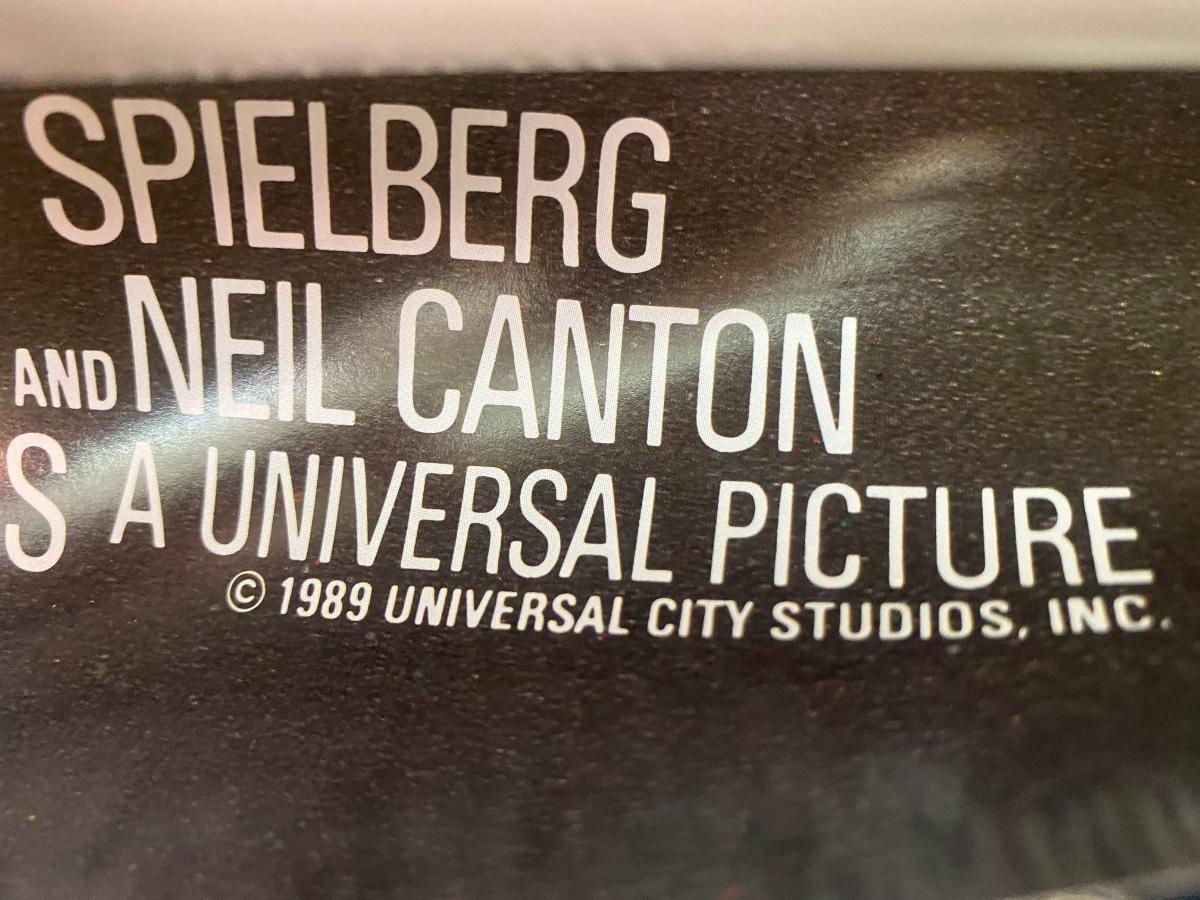 SPIELBERG
AND NEIL CANTON
S A UNIVERSAL PICTURE
© 1989 UNIVERSAL CITY STUDIOS, INC.